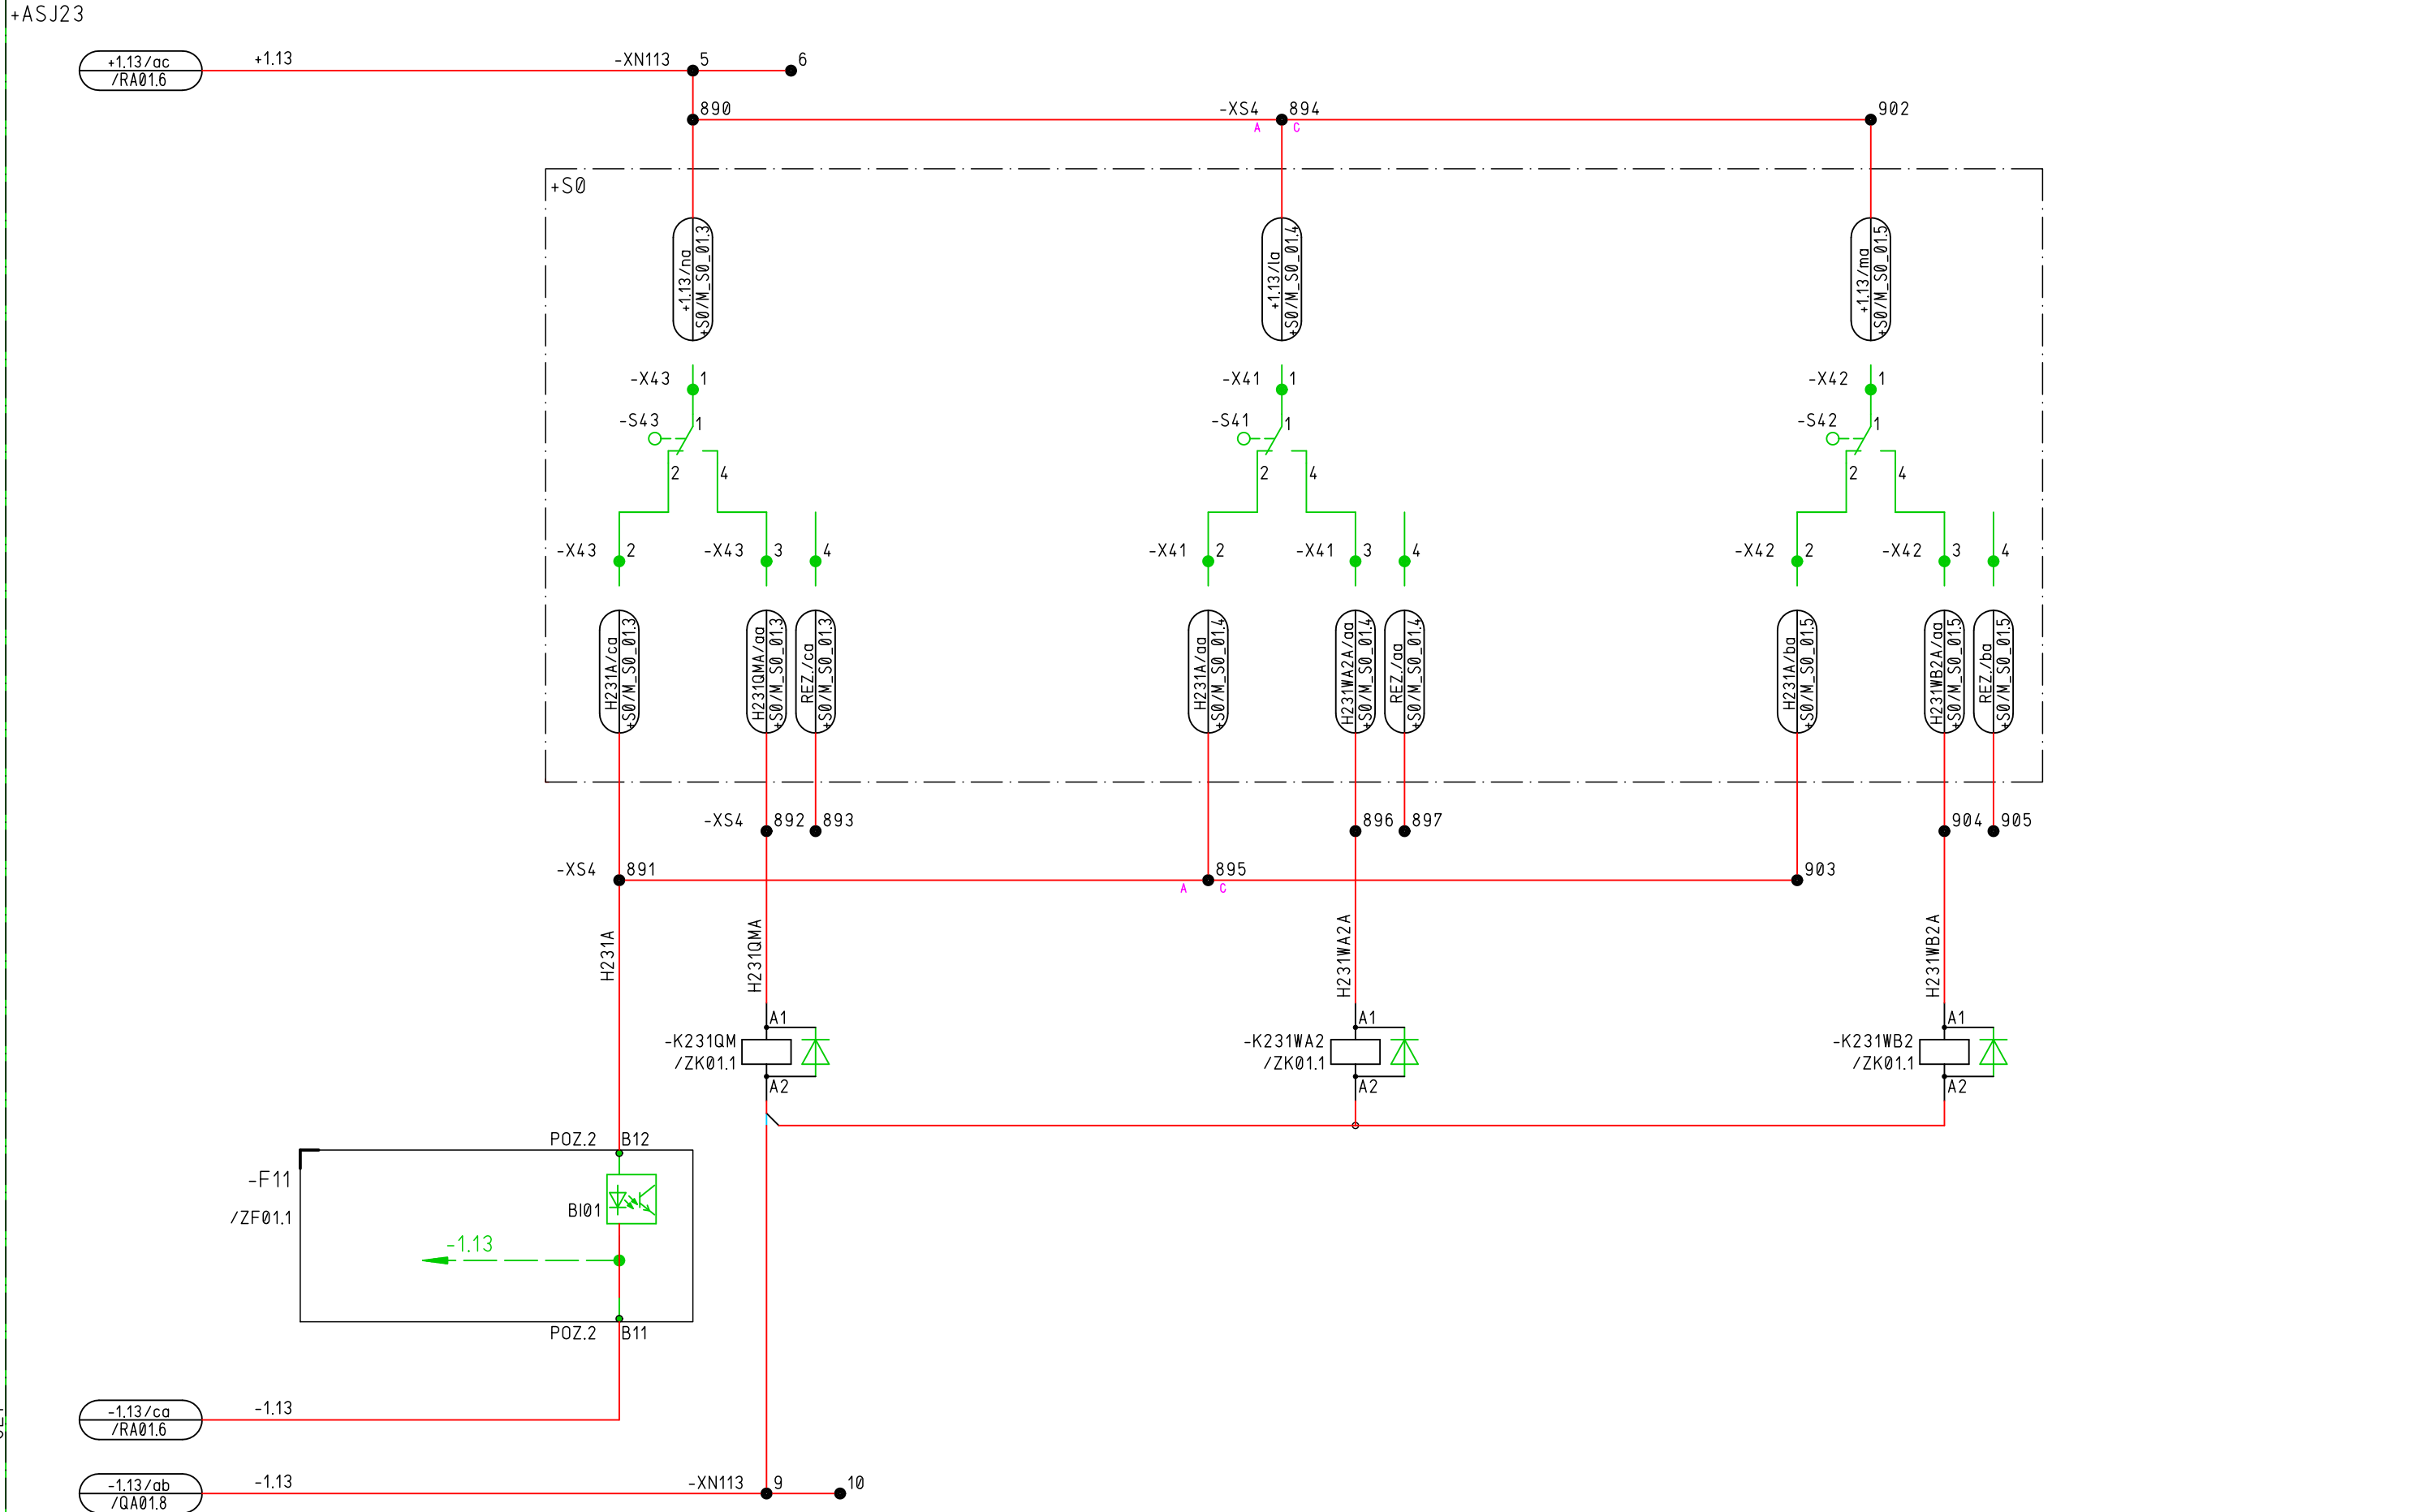 +ASJ23
+1.13/ac
/RA01.6
+1.13
-XN113
5
6
890
-XS4
894
A
C
902
+S0
+1.13/na
+S0/M_S0_01.3
+1.13/la
+S0/M_S0_01.4
+1.13/ma
+S0/M_S0_01.5
-X43
1
-X41
1
-X42
1
-S43
1
2
4
-S41
1
2
4
-S42
1
2
4
-X43
2
-X43
3
4
-X41
2
-X41
3
4
-X42
2
-X42
3
4
H231A/ca
+S0/M_S0_01.3
H231QMA/aa
+S0/M_S0_01.3
REZ./ca
+S0/M_S0_01.3
H231A/aa
+S0/M_S0_01.4
H231WA2A/aa
+S0/M_S0_01.4
REZ./aa
+S0/M_S0_01.4
H231A/ba
+S0/M_S0_01.5
H231WB2A/aa
+S0/M_S0_01.5
REZ./ba
+S0/M_S0_01.5
-XS4
892
893
896
897
904
905
-XS4
891
895
A
C
903
H231A
H231QMA
H231WA2A
H231WB2A
-K231QM
/ZK01.1
A1
A2
-K231WA2
/ZK01.1
A1
A2
-K231WB2
/ZK01.1
A1
A2
POZ.2
B12
-F11
/ZF01.1
BI01
-1.13
POZ.2
B11
-1.13/ca
/RA01.6
-1.13
-1.13/ab
/QA01.8
-1.13
-XN113
9
10